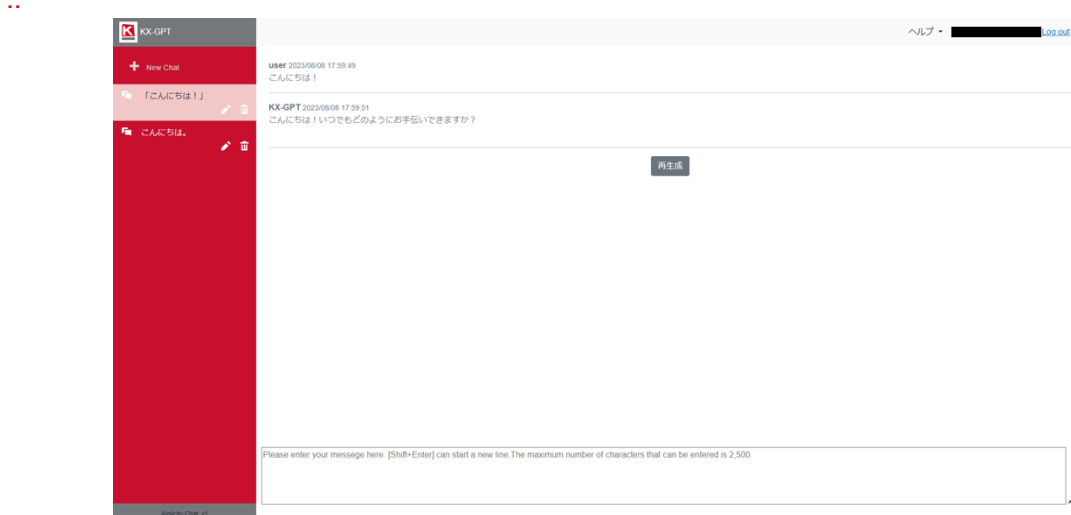 KX-GPT
ヘルプ
Log out
New Chat
「こんにちは！」
こんにちは。
user 2023/08/08 17:59:49
こんにちは！
KX-GPT 2023/08/08 17:59:51
こんにちは！いつでもどのようにお手伝いできますか？
再生成
Please enter your messege here. [Shift+Enter] can start a new line.The maximum number of characters that can be entered is 2,500.